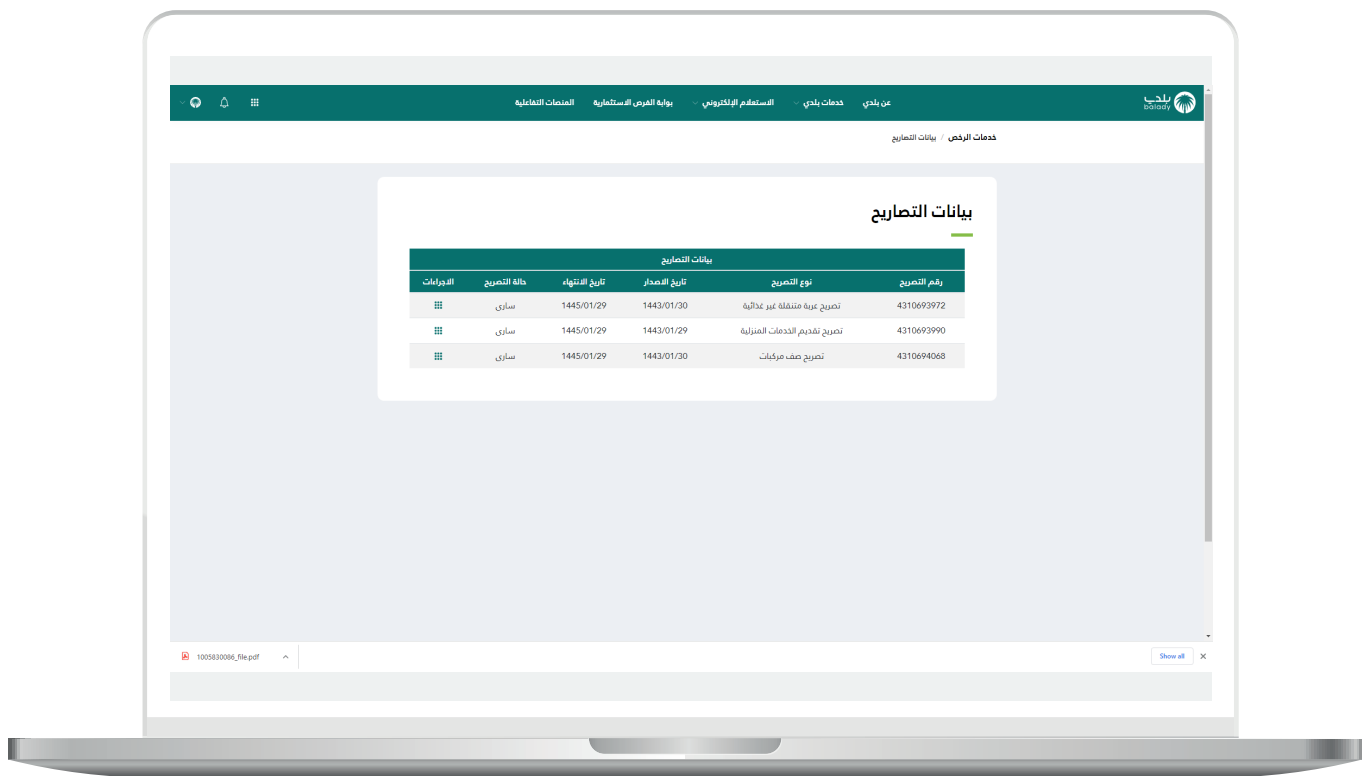 بلدي
balady
عن بلدي خدمات بلدي الاستعلام الإلكتروني بوابة الفرص الاستثمارية المنصات التفاعلية
خدمات الرخص / بيانات التصاريح
بيانات التصاريح
بيانات التصاريح
رقم التصريح نوع التصريح تاريخ الاصدار تاريخ الانتهاء حالة التصريح الاجراءات
4310693972 تصريح عربة متنقلة غير غذائية 1443/01/30 1445/01/29 سارى
4310693990 تصريح تقديم الخدمات المنزلية 1443/01/29 1445/01/29 سارى
4310694068 تصريح صف مركبات 1443/01/30 1445/01/29 سارى
1005830086_file.pdf Show all